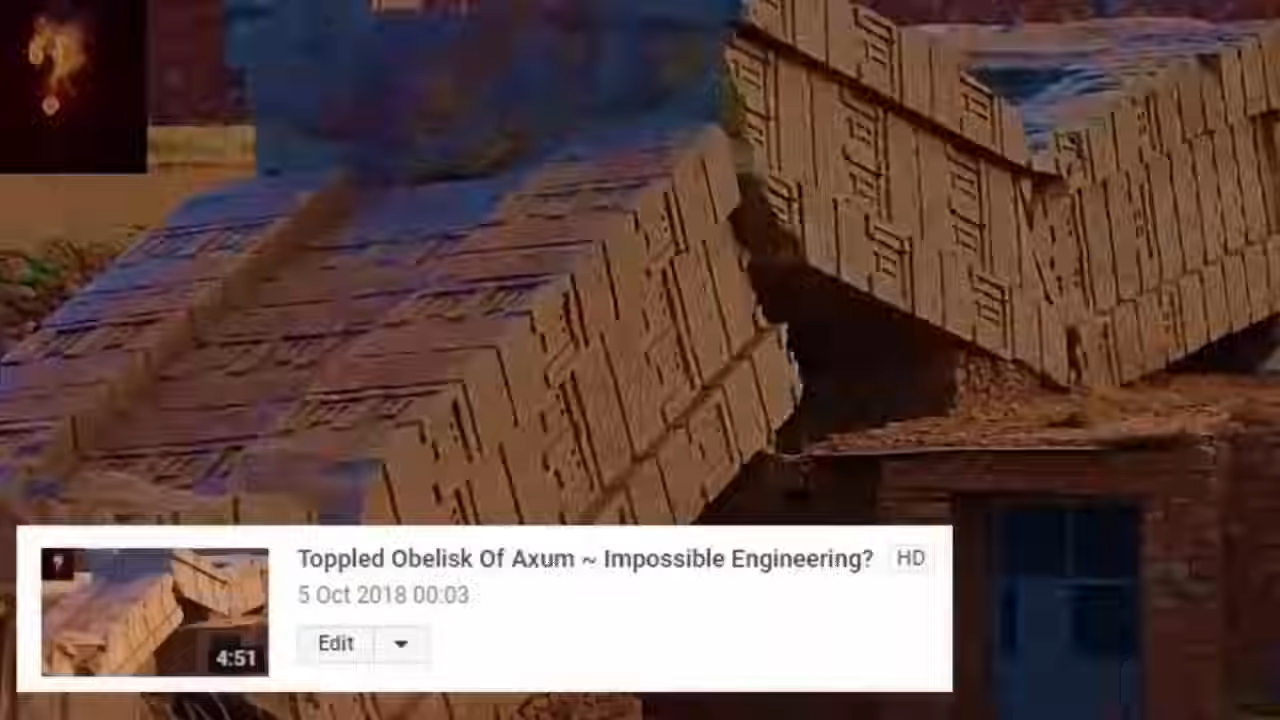 Toppled Obelisk Of Axum ~ Impossible Engineering?
HD
5 Oct 2018 00:03
Edit
4:51